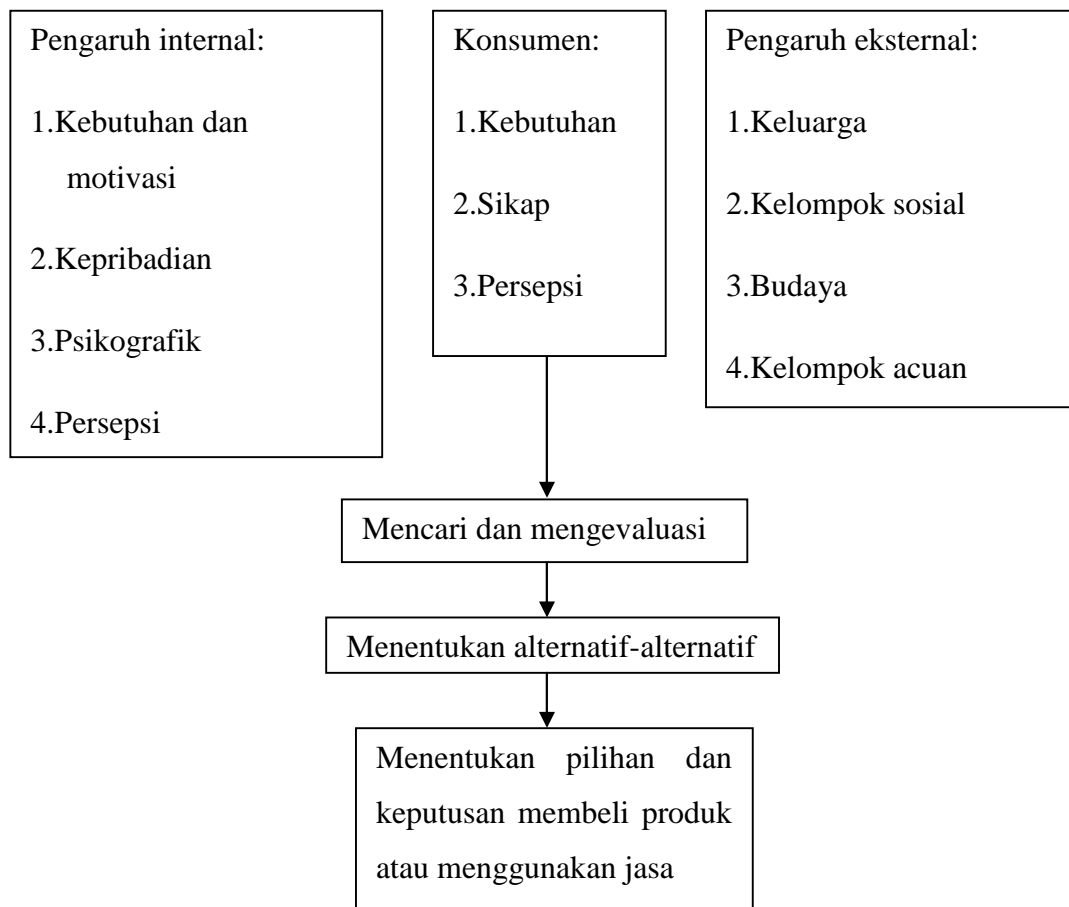 Pengaruh internal:
1.Kebutuhan dan
motivasi
2.Kepribadian
3.Psikografik
4.Persepsi
Konsumen:
1.Kebutuhan
2.Sikap
3.Persepsi
Pengaruh eksternal:
1.Keluarga
2.Kelompok sosial
3.Budaya
4.Kelompok acuan
Mencari dan mengevaluasi
Menentukan alternatif-alternatif
Menentukan pilihan dan
keputusan membeli produk
atau menggunakan jasa